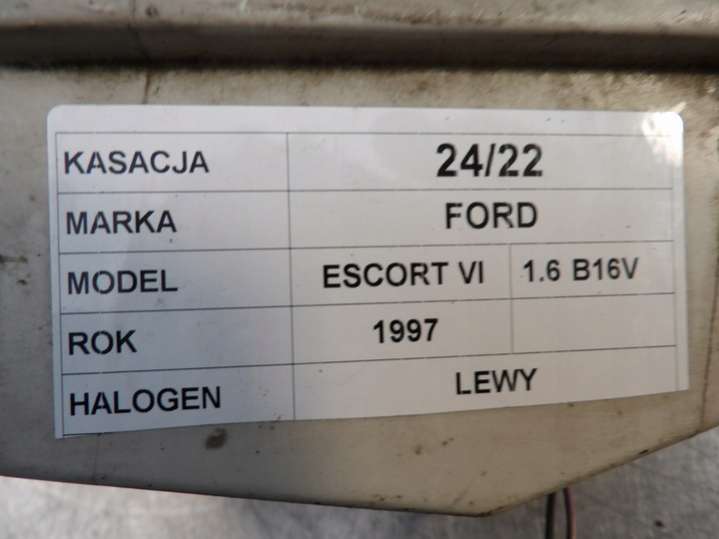 KASACJA 24/22
MARKA FORD
MODEL ESCORT VI 1.6 B16V
ROK 1997
HALOGEN LEWY